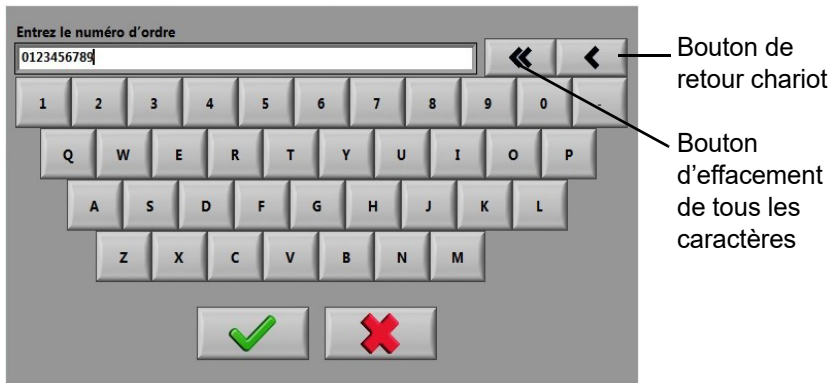 Entrez le numéro d’ordre
0123456789
1 2 3 4 5 6 7 8 9 0 -
Q W E R T Y U I O P
A S D F G H J K L
Z X C V B N M
Bouton de
retour chariot
Bouton
d’effacement
de tous les
caractères